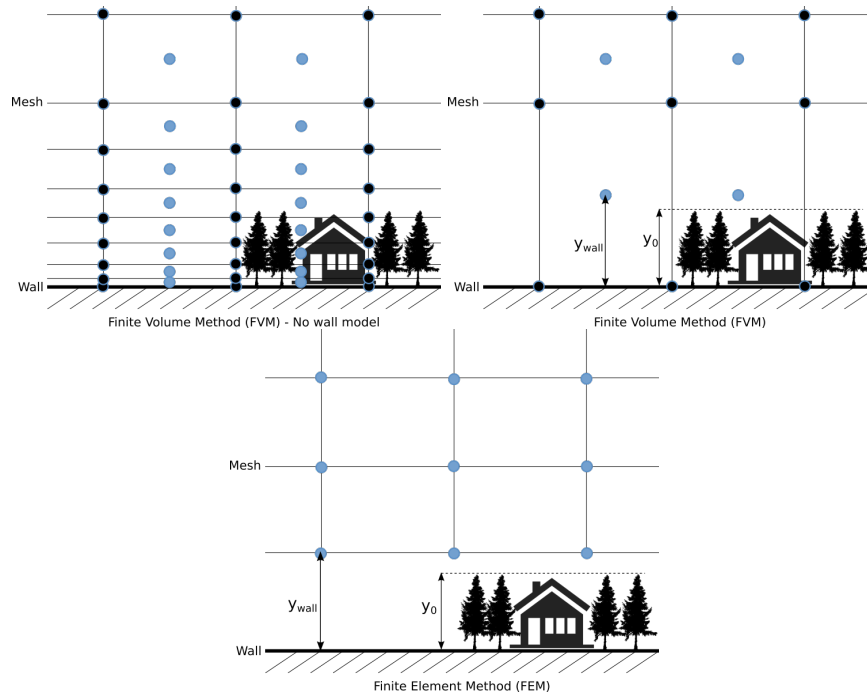 Mesh
Wall
Finite Volume Method (FVM) - No wall model
Mesh
y_wall
y_0
Wall
Finite Volume Method (FVM)
Mesh
y_wall
y_0
Wall
Finite Element Method (FEM)